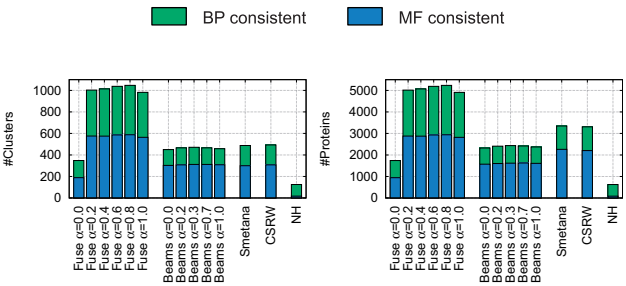 BP consistent MF consistent
#Clusters
1000
800
600
400
200
0
Fuse α=0.0
Fuse α=0.2
Fuse α=0.4
Fuse α=0.6
Fuse α=0.8
Fuse α=1.0
Beams α=0.0
Beams α=0.2
Beams α=0.3
Beams α=0.7
Beams α=1.0
Smetana
CSRW
NH
#Proteins
5000
4000
3000
2000
1000
0
Fuse α=0.0
Fuse α=0.2
Fuse α=0.4
Fuse α=0.6
Fuse α=0.8
Fuse α=1.0
Beams α=0.0
Beams α=0.2
Beams α=0.3
Beams α=0.7
Beams α=1.0
Smetana
CSRW
NH